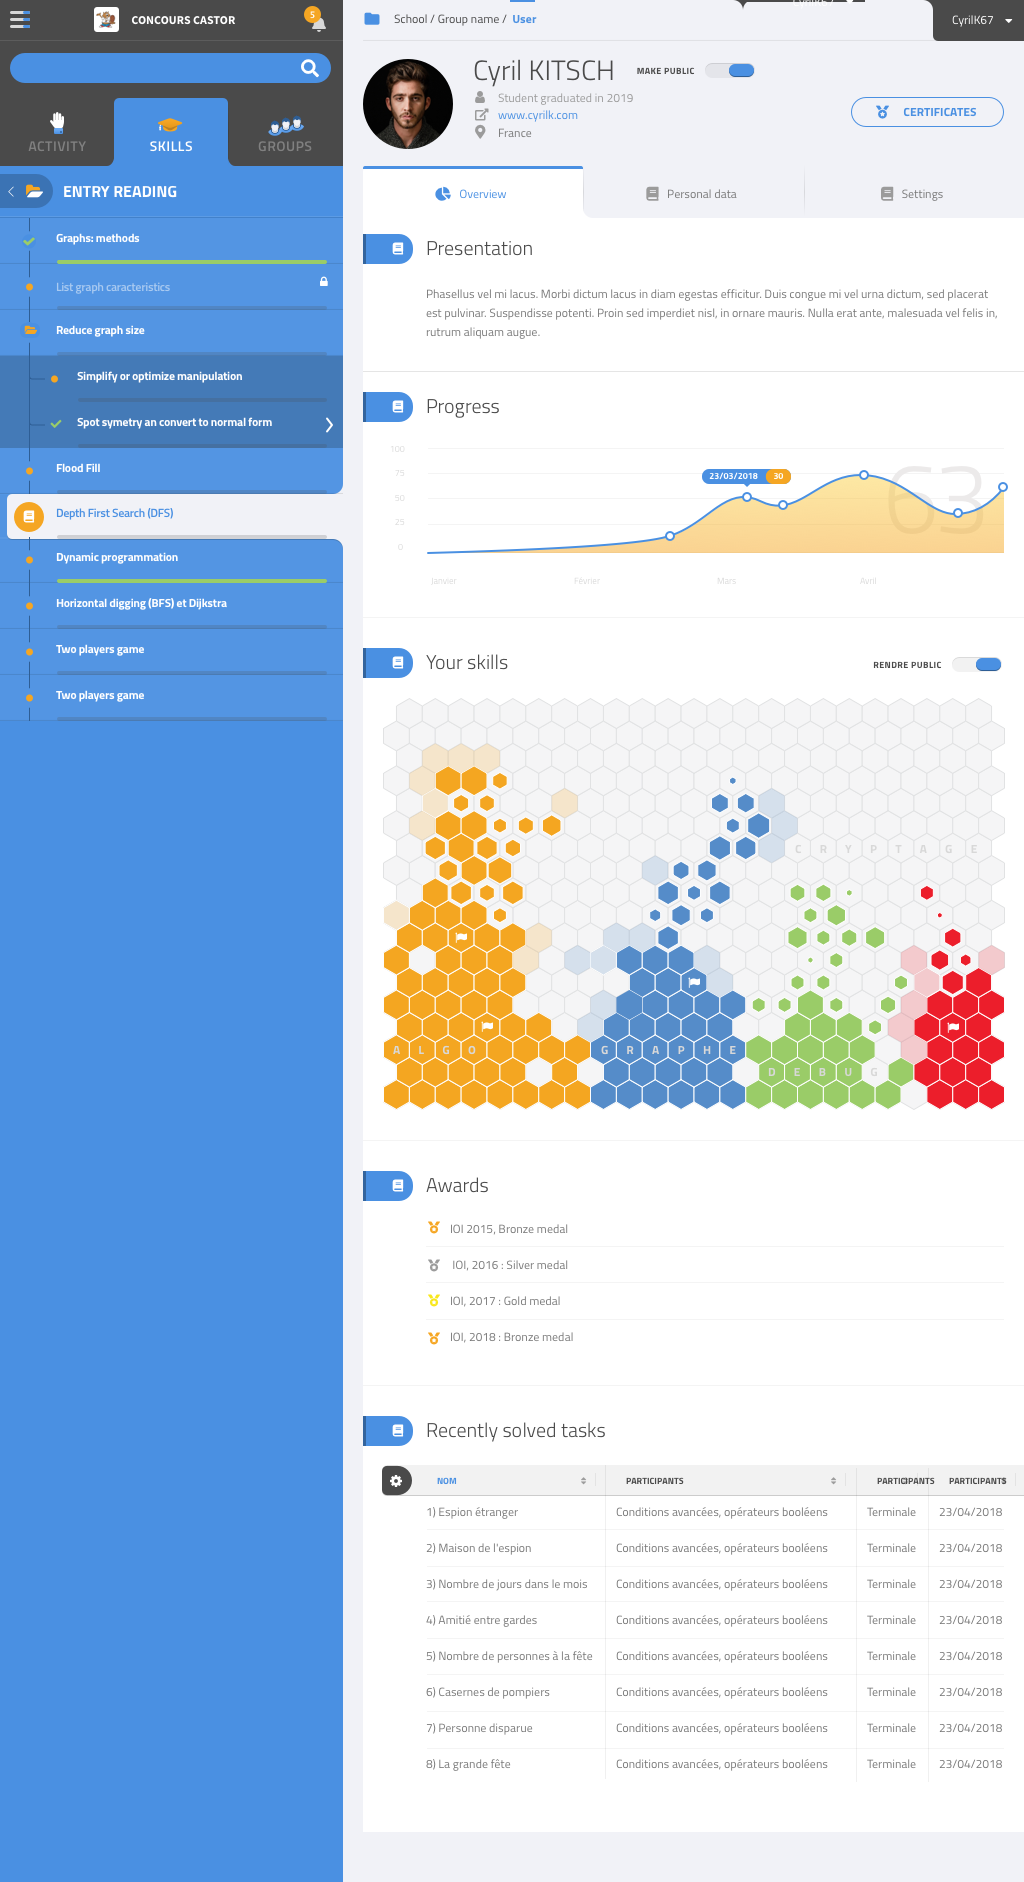 CONCOURS CASTOR
5
ACTIVITY
SKILLS
GROUPS
ENTRY READING
Graphs: methods
List graph caracteristics
Reduce graph size
Simplify or optimize manipulation
Spot symetry an convert to normal form
Flood Fill
Depth First Search (DFS)
Dynamic programmation
Horizontal digging (BFS) et Dijkstra
Two players game
Two players game
School / Group name / User
CyrilK67
Cyril KITSCH
MAKE PUBLIC
Student graduated in 2019
www.cyrilk.com
France
CERTIFICATES
Overview
Personal data
Settings
Presentation
Phasellus vel mi lacus. Morbi dictum lacus in diam egestas efficitur. Duis congue mi vel urna dictum, sed placerat
est pulvinar. Suspendisse potenti. Proin sed imperdiet nisl, in ornare mauris. Nulla erat ante, malesuada vel felis in,
rutrum aliquam augue.
Progress
100
75
50
25
0
23/03/2018 30
63
Janvier Février Mars Avril
Your skills
RENDRE PUBLIC
CRYPTAGE
ALGO
GRAPHE
DEBUG
Awards
IOI 2015, Bronze medal
IOI, 2016 : Silver medal
IOI, 2017 : Gold medal
IOI, 2018 : Bronze medal
Recently solved tasks
NOM PARTICIPANTS PARTICIPANTS PARTICIPANTS
1) Espion étranger Conditions avancées, opérateurs booléens Terminale 23/04/2018
2) Maison de l'espion Conditions avancées, opérateurs booléens Terminale 23/04/2018
3) Nombre de jours dans le mois Conditions avancées, opérateurs booléens Terminale 23/04/2018
4) Amitié entre gardes Conditions avancées, opérateurs booléens Terminale 23/04/2018
5) Nombre de personnes à la fête Conditions avancées, opérateurs booléens Terminale 23/04/2018
6) Casernes de pompiers Conditions avancées, opérateurs booléens Terminale 23/04/2018
7) Personne disparue Conditions avancées, opérateurs booléens Terminale 23/04/2018
8) La grande fête Conditions avancées, opérateurs booléens Terminale 23/04/2018